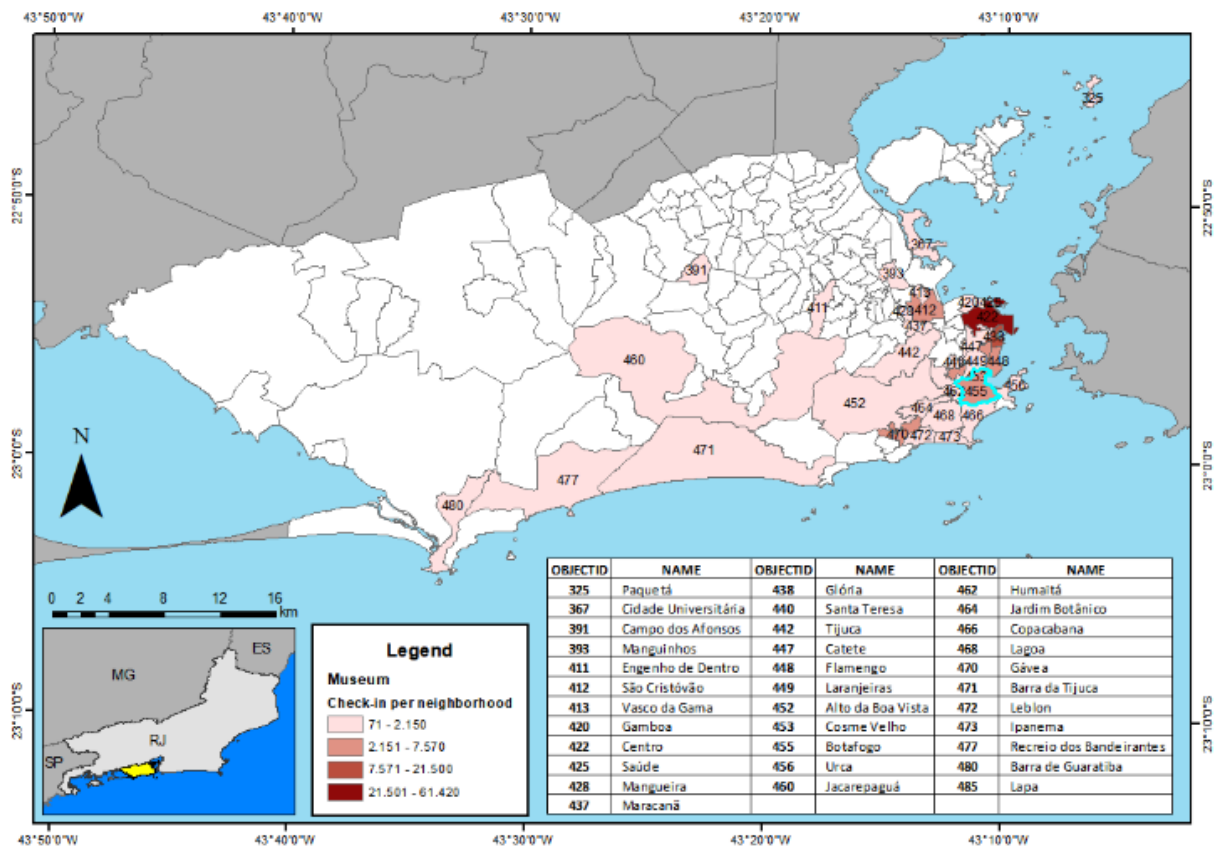 43°50'0"W 43°40'0"W 43°30'0"W 43°20'0"W 43°10'0"W
325
22°50'0"S 22°50'0"S
367
391 393
413
411 428 412 420 425
422
437
438
460 442 447
440 449 448
453 456
452 462 455
464
468 466
470 472 473
471
N
23°0'0"S 23°0'0"S
477
480
0 2 4 8 12 16
km
OBJECTID NAME OBJECTID NAME OBJECTID NAME
325 Paquetá 438 Glória 462 Humaitá
367 Cidade Universitária 440 Santa Teresa 464 Jardim Botânico
391 Campo dos Afonsos 442 Tijuca 466 Copacabana
393 Manguinhos 447 Catete 468 Lagoa
411 Engenho de Dentro 448 Flamengo 470 Gávea
412 São Cristóvão 449 Laranjeiras 471 Barra da Tijuca
413 Vasco da Gama 452 Alto da Boa Vista 472 Leblon
420 Gamboa 453 Cosme Velho 473 Ipanema
422 Centro 455 Botafogo 477 Recreio dos Bandeirantes
425 Saúde 456 Urca 480 Barra de Guaratiba
428 Mangueira 460 Jacarepaguá 485 Lapa
437 Maracanã
MG ES
RJ
SP
Legend
Museum
Check-in per neighborhood
71 - 2.150
2.151 - 7.570
7.571 - 21.500
21.501 - 61.420
23°10'0"S 23°10'0"S
43°50'0"W 43°40'0"W 43°30'0"W 43°20'0"W 43°10'0"W